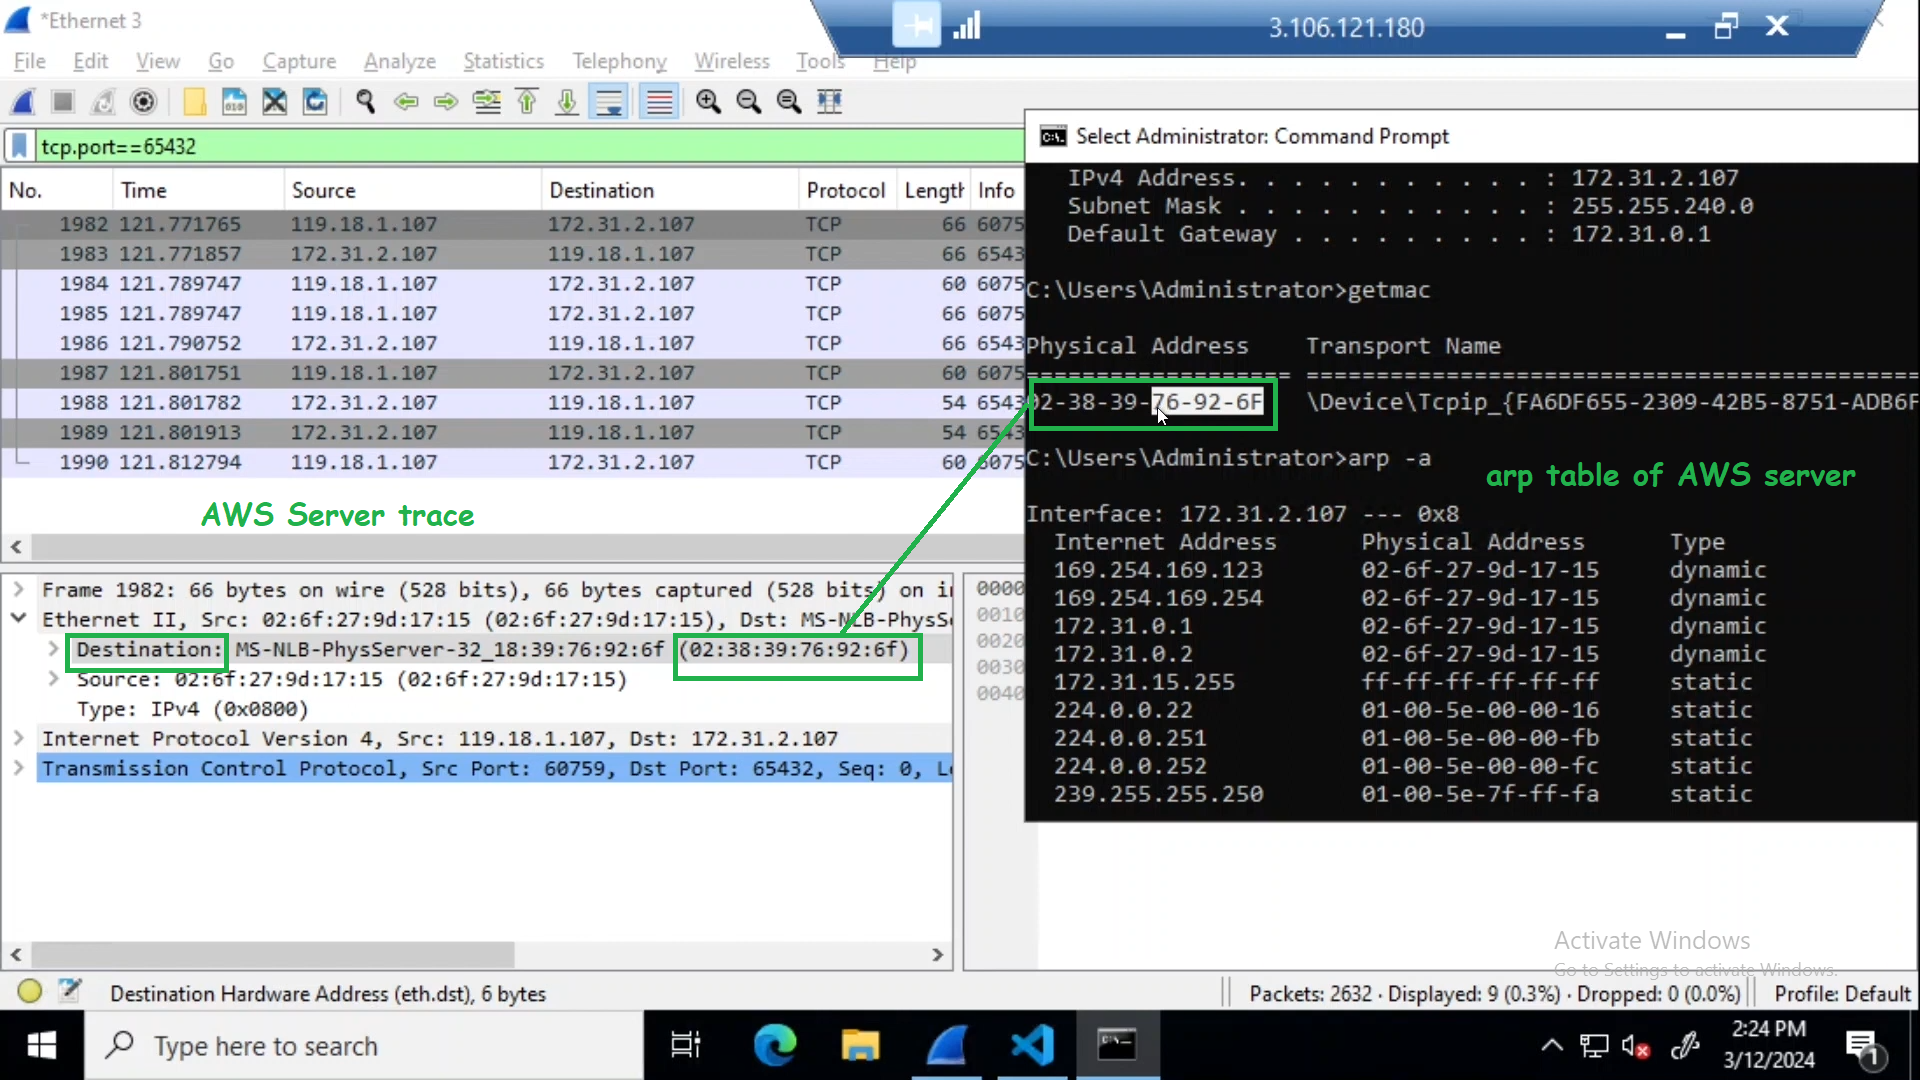 *Ethernet 3
3.106.121.180
File Edit View Go Capture Analyze Statistics Telephony Wireless Tools Help
tcp.port==65432
No. Time Source Destination Protocol Length Info
1982 121.771765 119.18.1.107 172.31.2.107 TCP 66 6075
1983 121.771857 172.31.2.107 119.18.1.107 TCP 66 6543
1984 121.789747 119.18.1.107 172.31.2.107 TCP 60 6075
1985 121.789747 119.18.1.107 172.31.2.107 TCP 66 6075
1986 121.790752 172.31.2.107 119.18.1.107 TCP 66 6543
1987 121.801751 119.18.1.107 172.31.2.107 TCP 60 6075
1988 121.801782 172.31.2.107 119.18.1.107 TCP 54 6543
1989 121.801913 172.31.2.107 119.18.1.107 TCP 54 6543
1990 121.812794 119.18.1.107 172.31.2.107 TCP 60 6075
AWS Server trace
Frame 1982: 66 bytes on wire (528 bits), 66 bytes captured (528 bits) on i
Ethernet II, Src: 02:6f:27:9d:17:15 (02:6f:27:9d:17:15), Dst: MS-NLB-PhysS
Destination: MS-NLB-PhysServer-32_18:39:76:92:6f (02:38:39:76:92:6f)
Source: 02:6f:27:9d:17:15 (02:6f:27:9d:17:15)
Type: IPv4 (0x0800)
Internet Protocol Version 4, Src: 119.18.1.107, Dst: 172.31.2.107
Transmission Control Protocol, Src Port: 60759, Dst Port: 65432, Seq: 0, L
0000
0010
0020
0030
0040
Select Administrator: Command Prompt
IPv4 Address. . . . . . . . . . . : 172.31.2.107
Subnet Mask . . . . . . . . . . . : 255.255.240.0
Default Gateway . . . . . . . . . : 172.31.0.1
C:\Users\Administrator>getmac
Physical Address Transport Name
=================== ======================
02-38-39-76-92-6F \Device\Tcpip_{FA6DF655-2309-42B5-8751-ADB6F
C:\Users\Administrator>arp -a
arp table of AWS server
Interface: 172.31.2.107 --- 0x8
Internet Address Physical Address Type
169.254.169.123 02-6f-27-9d-17-15 dynamic
169.254.169.254 02-6f-27-9d-17-15 dynamic
172.31.0.1 02-6f-27-9d-17-15 dynamic
172.31.0.2 02-6f-27-9d-17-15 dynamic
172.31.15.255 ff-ff-ff-ff-ff-ff static
224.0.0.22 01-00-5e-00-00-16 static
224.0.0.251 01-00-5e-00-00-fb static
224.0.0.252 01-00-5e-00-00-fc static
239.255.255.250 01-00-5e-7f-ff-fa static
Activate Windows
Go to Settings to activate Windows.
Destination Hardware Address (eth.dst), 6 bytes
Packets: 2632 · Displayed: 9 (0.3%) · Dropped: 0 (0.0%)
Profile: Default
Type here to search
2:24 PM
3/12/2024
1